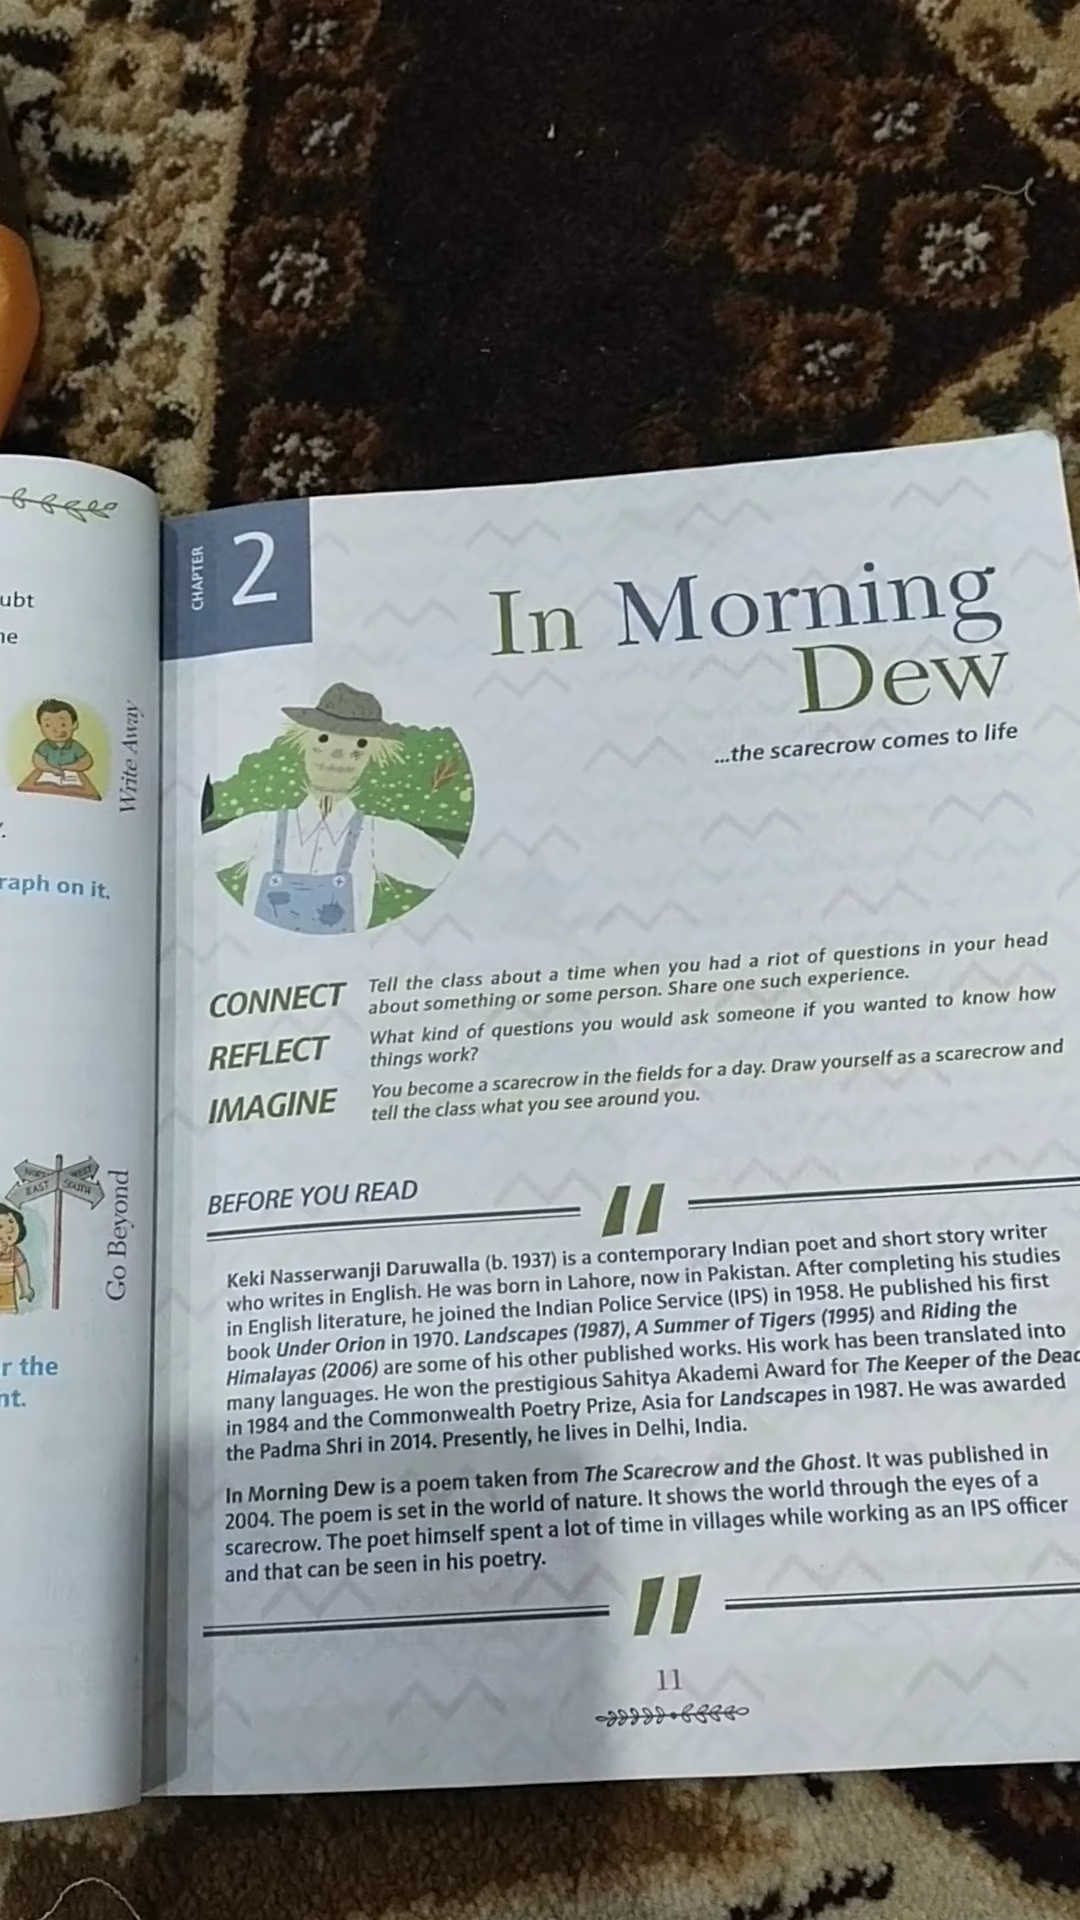 ubt
ne
Write Away
raph on it.
NORTH WEST
EAST SOUTH
Go Beyond
r the
nt.
CHAPTER 2
In Morning
Dew
...the scarecrow comes to life
CONNECT Tell the class about a time when you had a riot of questions in your head
about something or some person. Share one such experience.
REFLECT What kind of questions you would ask someone if you wanted to know how
things work?
IMAGINE You become a scarecrow in the fields for a day. Draw yourself as a scarecrow and
tell the class what you see around you.
BEFORE YOU READ
Keki Nasserwanji Daruwalla (b. 1937) is a contemporary Indian poet and short story writer
who writes in English. He was born in Lahore, now in Pakistan. After completing his studies
in English literature, he joined the Indian Police Service (IPS) in 1958. He published his first
book Under Orion in 1970. Landscapes (1987), A Summer of Tigers (1995) and Riding the
Himalayas (2006) are some of his other published works. His work has been translated into
many languages. He won the prestigious Sahitya Akademi Award for The Keeper of the Dead
in 1984 and the Commonwealth Poetry Prize, Asia for Landscapes in 1987. He was awarded
the Padma Shri in 2014. Presently, he lives in Delhi, India.
In Morning Dew is a poem taken from The Scarecrow and the Ghost. It was published in
2004. The poem is set in the world of nature. It shows the world through the eyes of a
scarecrow. The poet himself spent a lot of time in villages while working as an IPS officer
and that can be seen in his poetry.
11